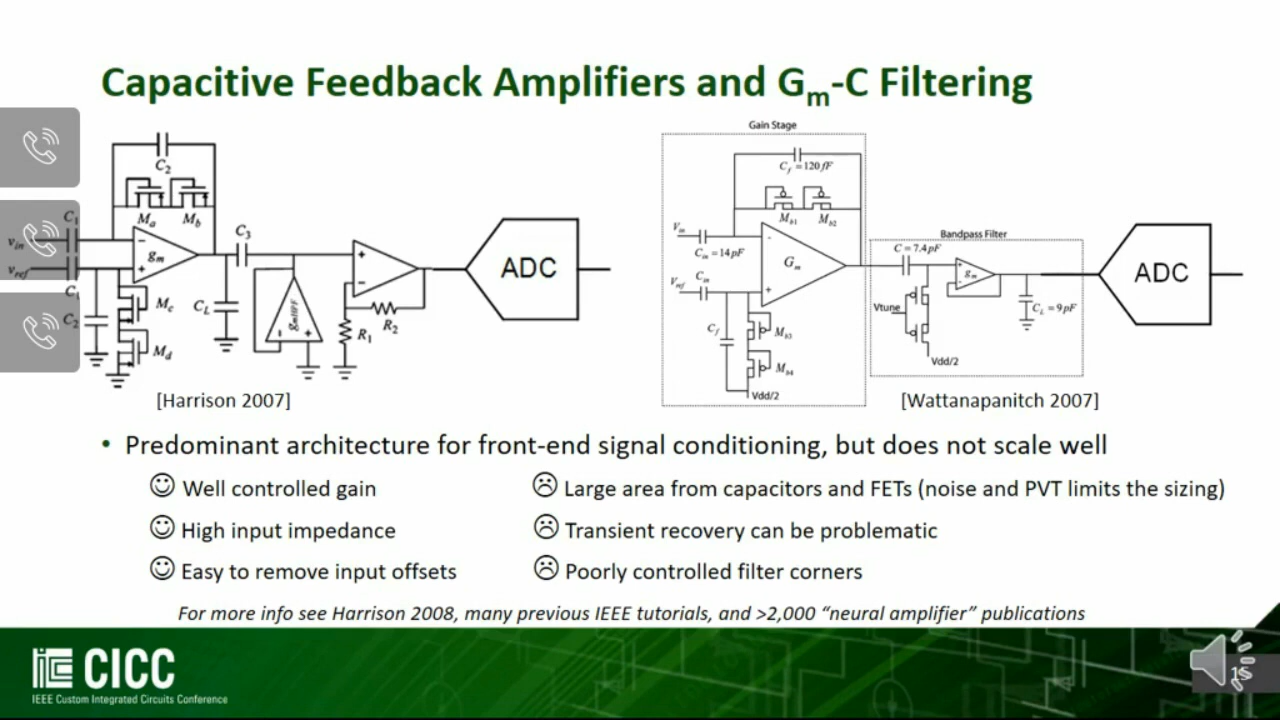 Capacitive Feedback Amplifiers and Gm-C Filtering
C2
Ma
Mb
C1
vin
vref
C1
C2
gm
Mc
Md
C3
CL
gmHPF
R1
R2
ADC
[Harrison 2007]
Gain Stage
Cf = 120 fF
Mb1
Mb2
Vin
Cin = 14 pF
Vref
Cin
Gm
Cf
Mb3
Mb4
Vdd/2
Bandpass Filter
C = 7.4 pF
gm
Vtune
CL = 9 pF
Vdd/2
ADC
[Wattanapanitch 2007]
• Predominant architecture for front-end signal conditioning, but does not scale well
Well controlled gain
High input impedance
Easy to remove input offsets
Large area from capacitors and FETs (noise and PVT limits the sizing)
Transient recovery can be problematic
Poorly controlled filter corners
For more info see Harrison 2008, many previous IEEE tutorials, and >2,000 “neural amplifier” publications
CICC
IEEE Custom Integrated Circuits Conference